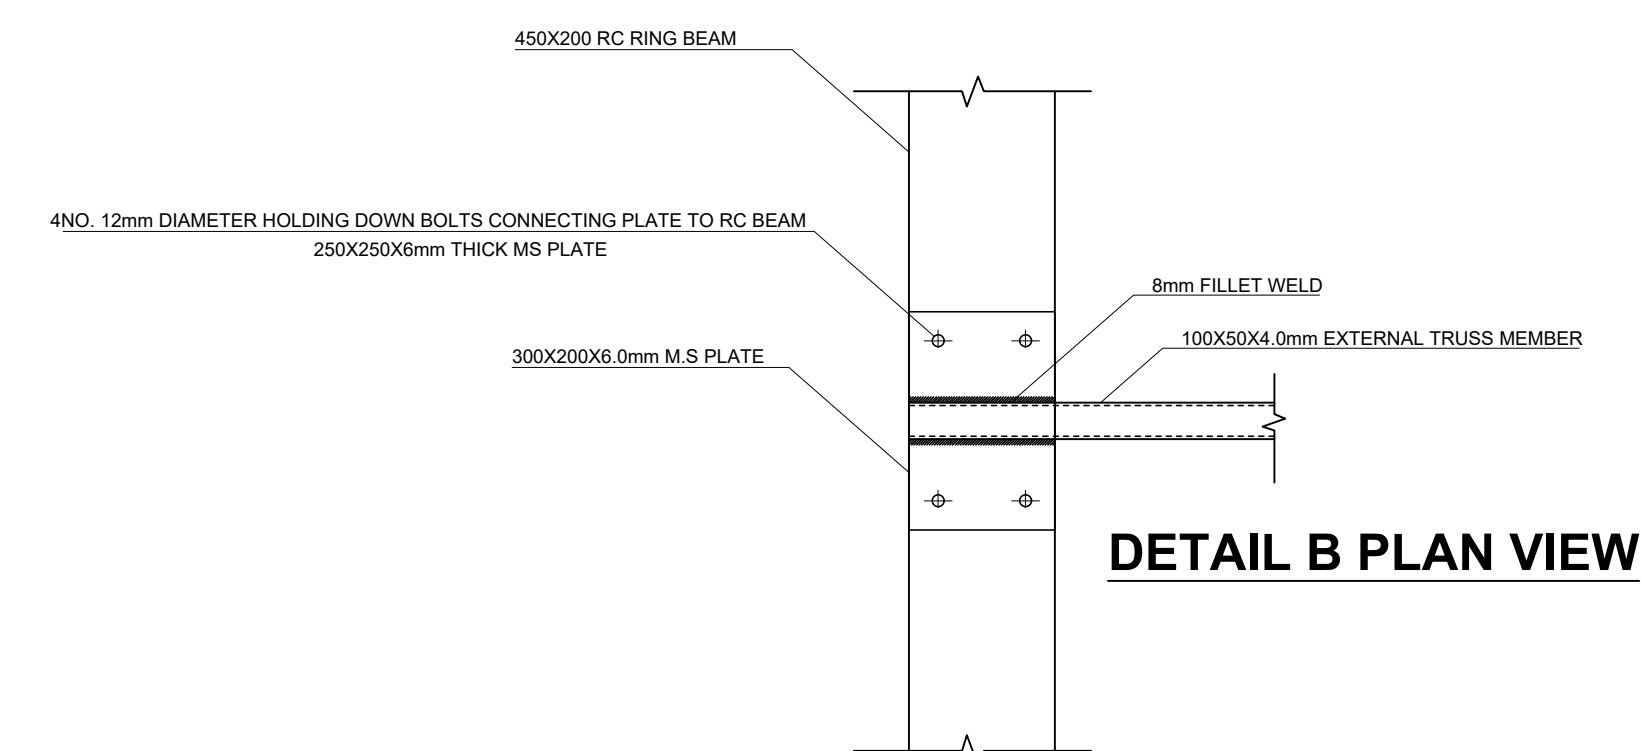 450X200 RC RING BEAM
4NO. 12mm DIAMETER HOLDING DOWN BOLTS CONNECTING PLATE TO RC BEAM
250X250X6mm THICK MS PLATE
8mm FILLET WELD
100X50X4.0mm EXTERNAL TRUSS MEMBER
300X200X6.0mm M.S PLATE
DETAIL B PLAN VIEW